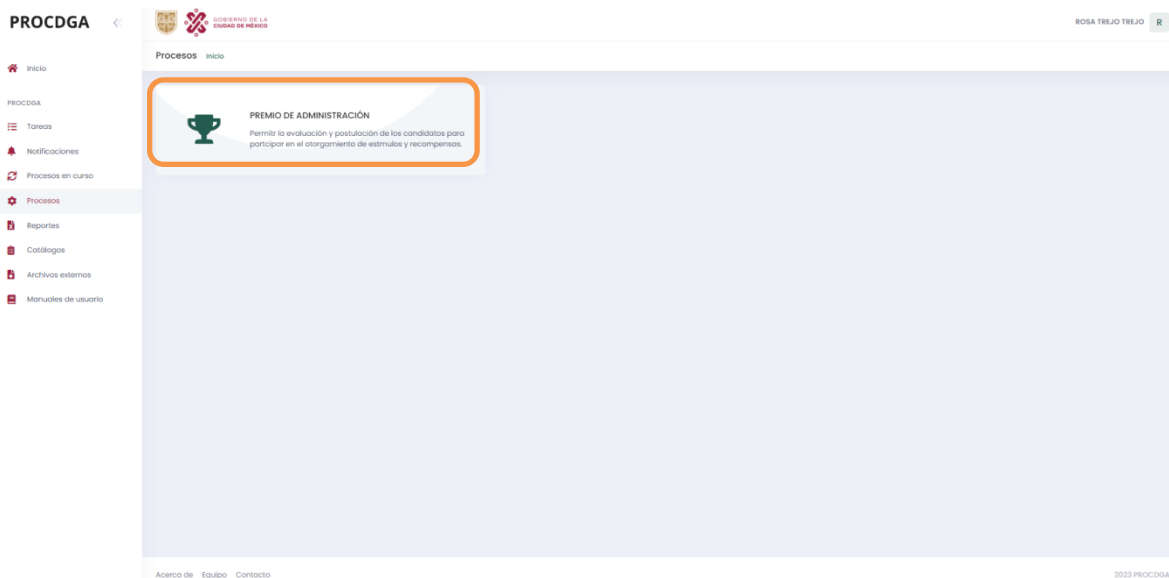 PROCDGA
GOBIERNO DE LA
CIUDAD DE MÉXICO
ROSA TREJO TREJO R
Procesos Inicio
Inicio
PROCDGA
Tareas
Notificaciones
Procesos en curso
Procesos
Reportes
Catálogos
Archivos externos
Manuales de usuario
PREMIO DE ADMINISTRACIÓN
Permitir la evaluación y postulación de los candidatos para
partcipar en el otorgamiento de estmulos y recompensas.
Acerca de Equipo Contacto
2023 PROCDGA